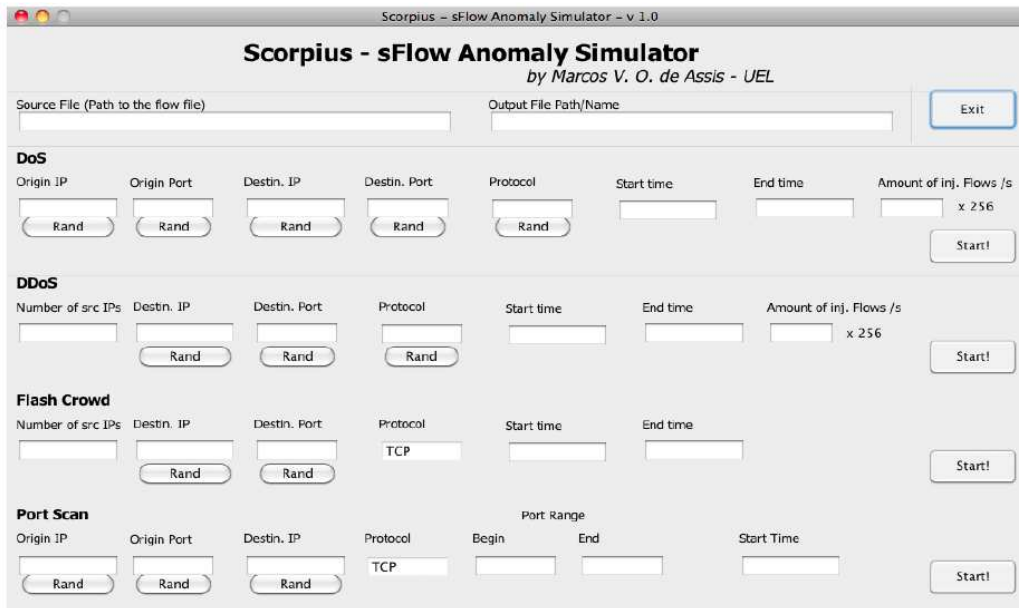 Scorpius – sFlow Anomaly Simulator – v 1.0
Scorpius - sFlow Anomaly Simulator
by Marcos V. O. de Assis - UEL
Source File (Path to the flow file) Output File Path/Name
Exit
DoS
Origin IP Origin Port Destin. IP Destin. Port Protocol Start time End time Amount of inj. Flows /s
x 256
Rand Rand Rand Rand Rand
Start!
DDoS
Number of src IPs Destin. IP Destin. Port Protocol Start time End time Amount of inj. Flows /s
x 256
Rand Rand Rand
Start!
Flash Crowd
Number of src IPs Destin. IP Destin. Port Protocol Start time End time
TCP
Rand Rand
Start!
Port Scan Port Range
Origin IP Origin Port Destin. IP Protocol Begin End Start Time
TCP
Rand Rand Rand
Start!